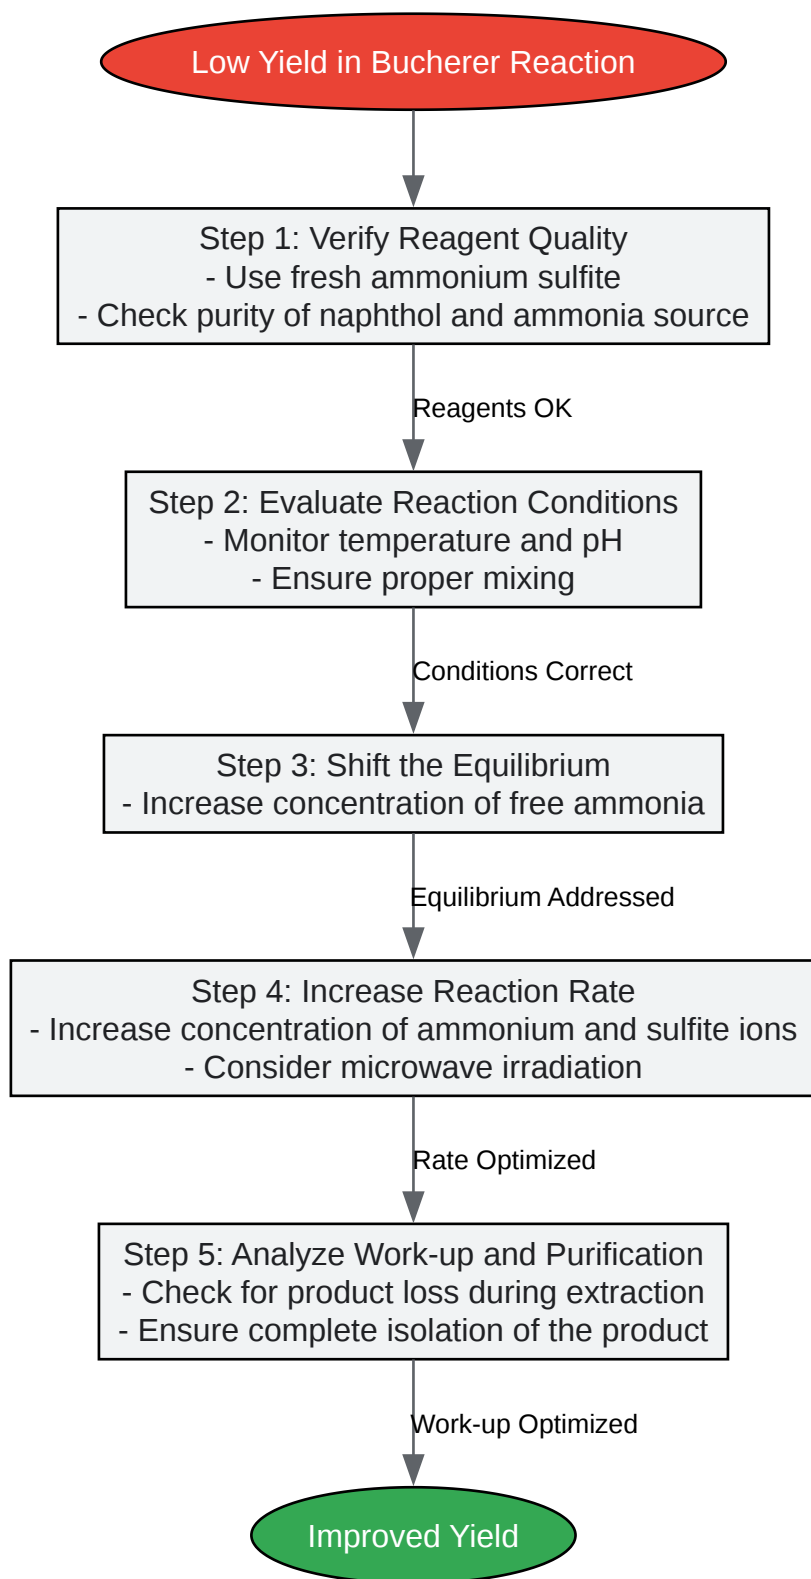 Low Yield in Bucherer Reaction
Step 1: Verify Reagent Quality
- Use fresh ammonium sulfite
- Check purity of naphthol and ammonia source
Reagents OK
Step 2: Evaluate Reaction Conditions
- Monitor temperature and pH
- Ensure proper mixing
Conditions Correct
Step 3: Shift the Equilibrium
- Increase concentration of free ammonia
Equilibrium Addressed
Step 4: Increase Reaction Rate
- Increase concentration of ammonium and sulfite ions
- Consider microwave irradiation
Rate Optimized
Step 5: Analyze Work-up and Purification
- Check for product loss during extraction
- Ensure complete isolation of the product
Work-up Optimized
Improved Yield